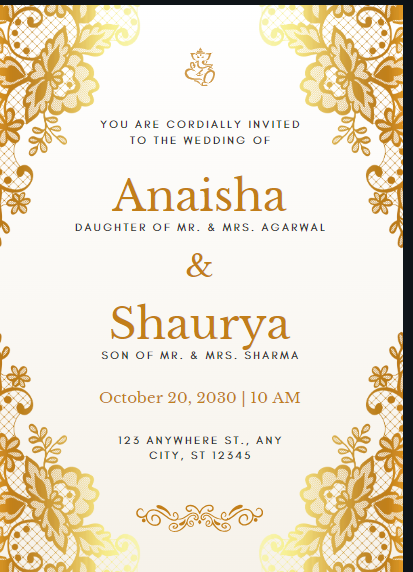 YOU ARE CORDIALLY INVITED
TO THE WEDDING OF
Anaisha
DAUGHTER OF MR. & MRS. AGARWAL
&
Shaurya
SON OF MR. & MRS. SHARMA
October 20, 2030 | 10 AM
123 ANYWHERE ST., ANY
CITY, ST 12345